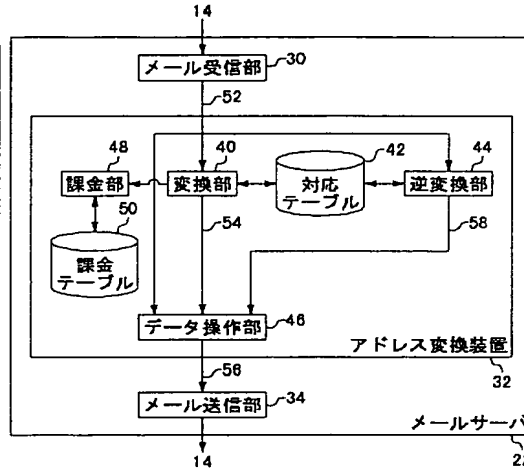 14
メール受信部 30
52
48 40 42 44
課金部 変換部 対応
テーブル 逆変換部
50 54 58
課金
テーブル
データ操作部 46
アドレス変換装置
56 32
メール送信部 34
メールサーバ
14